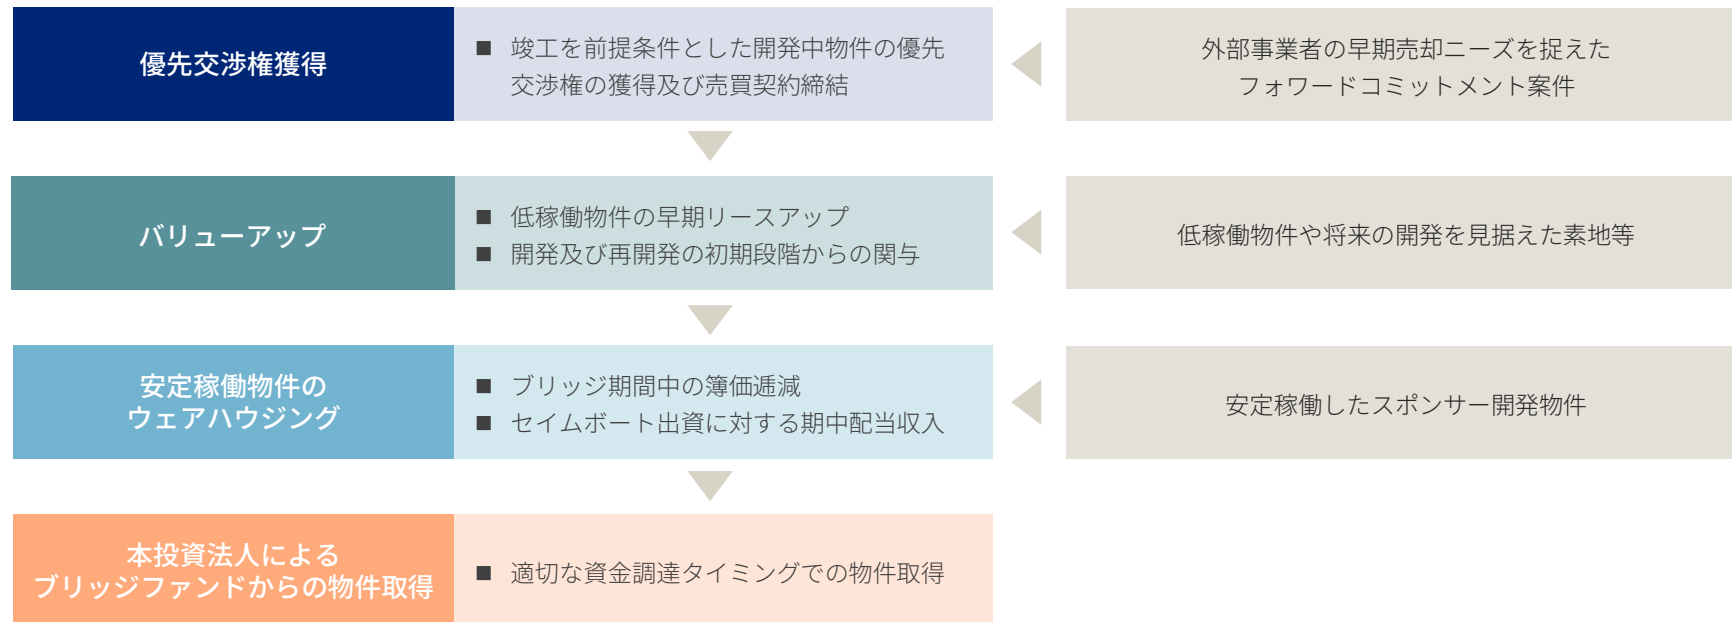 優先交渉権獲得
■ 竣工を前提条件とした開発中物件の優先
交渉権の獲得及び売買契約締結
外部事業者の早期売却ニーズを捉えた
フォワードコミットメント案件
バリューアップ
■ 低稼働物件の早期リースアップ
■ 開発及び再開発の初期段階からの関与
低稼働物件や将来の開発を見据えた素地等
安定稼働物件の
ウェアハウジング
■ ブリッジ期間中の簿価逓減
■ セイムボート出資に対する期中配当収入
安定稼働したスポンサー開発物件
本投資法人による
ブリッジファンドからの物件取得
■ 適切な資金調達タイミングでの物件取得